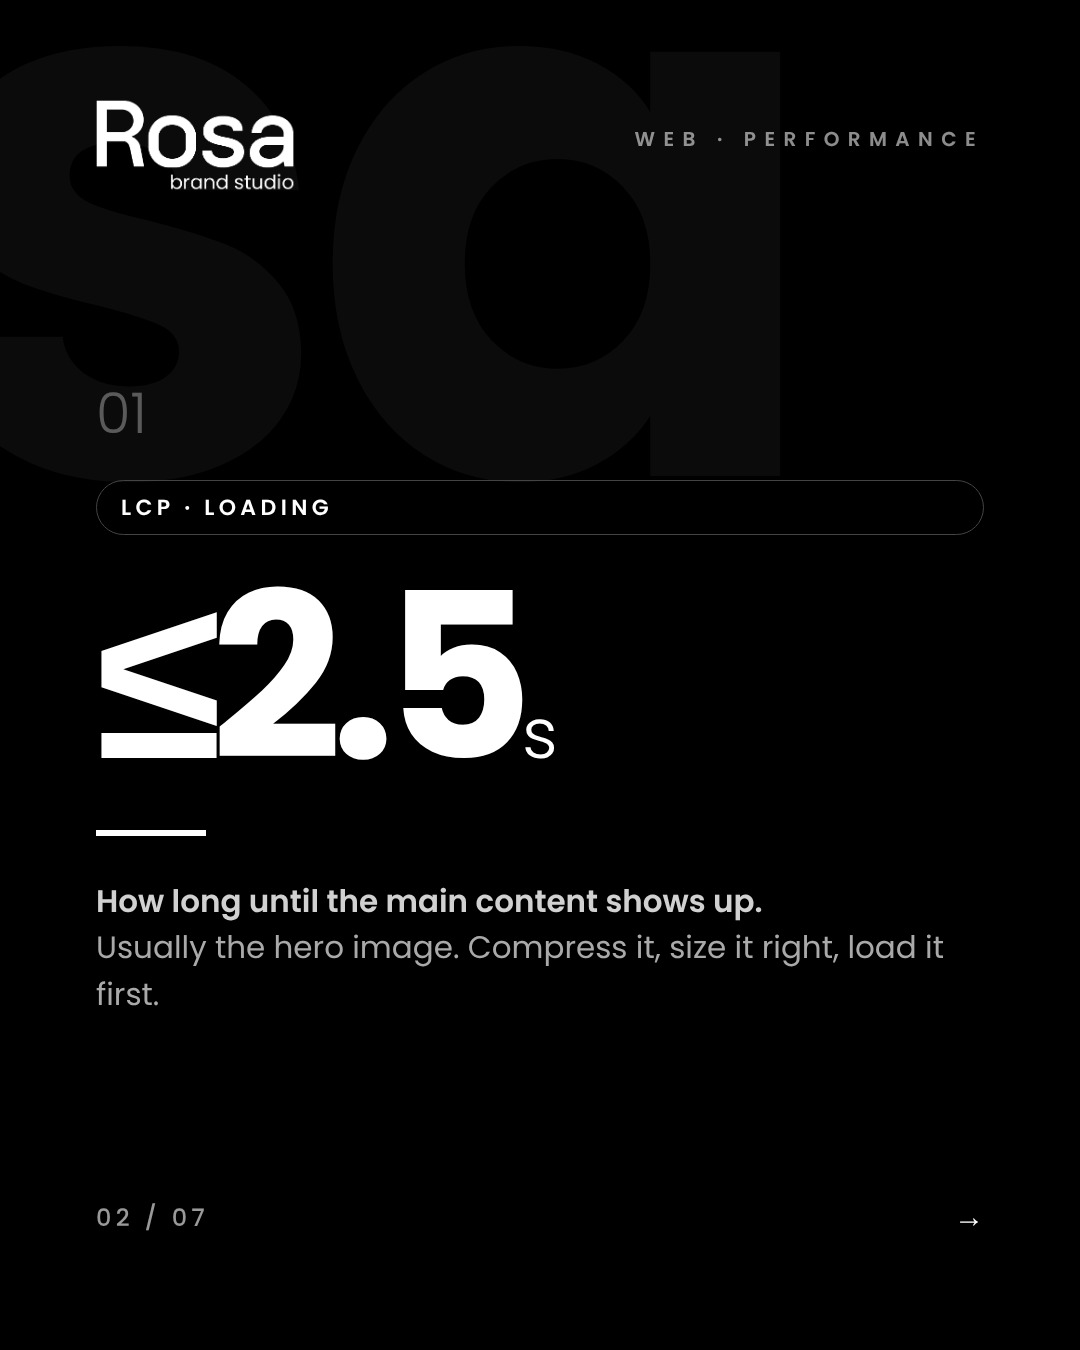 Rosa
brand studio
WEB · PERFORMANCE
sa
01
LCP · LOADING
≤2.5s
How long until the main content shows up.
Usually the hero image. Compress it, size it right, load it
first.
02 / 07
→